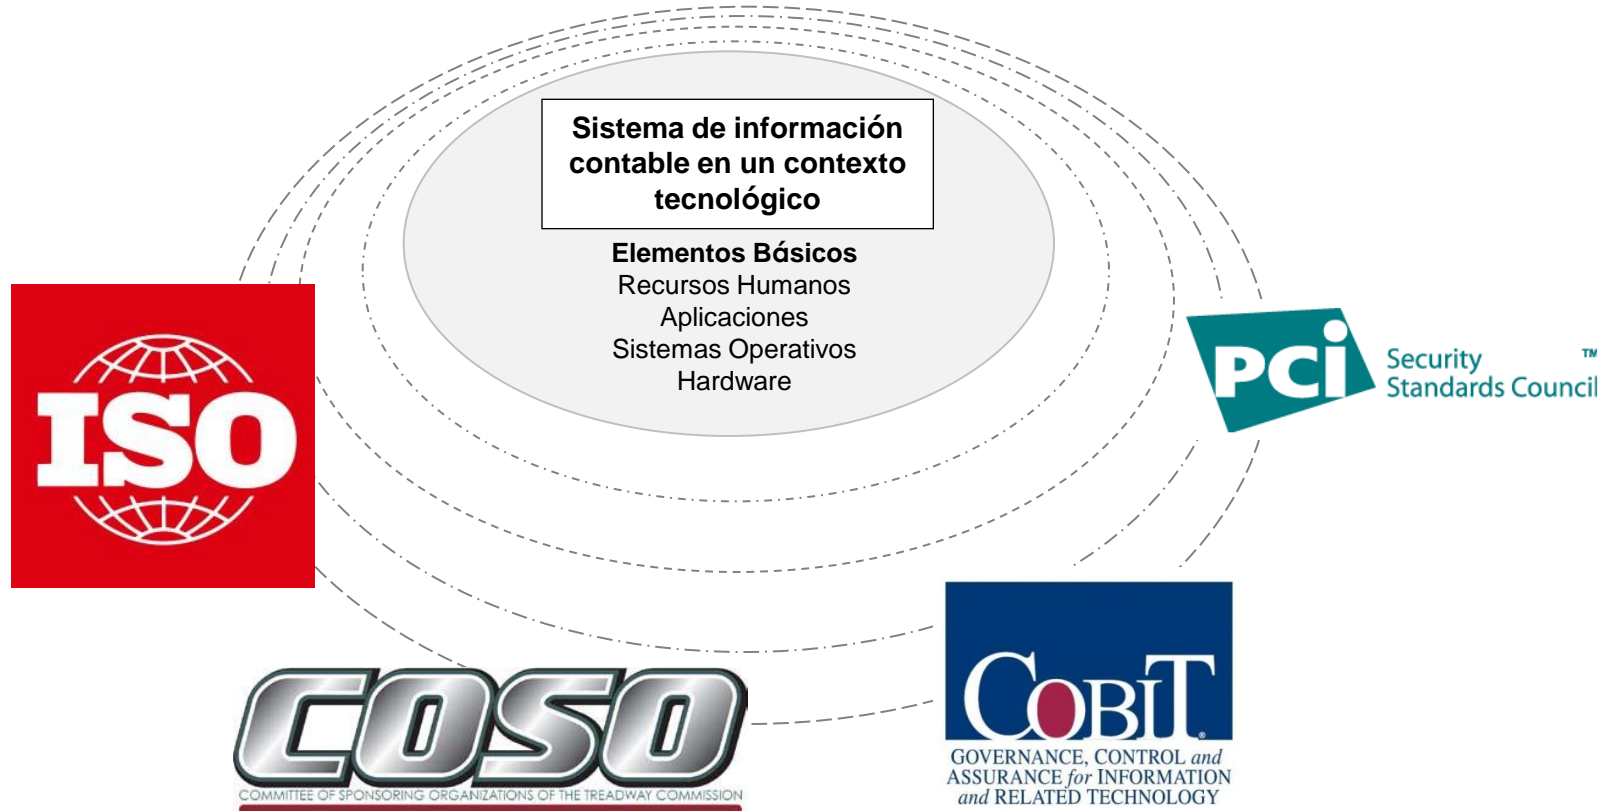 Sistema de información
contable en un contexto
tecnológico
Elementos Básicos
Recursos Humanos
Aplicaciones
Sistemas Operativos
Hardware
ISO
PCi
Security
Standards Council
TM
COSO
COMMITTEE OF SPONSORING ORGANIZATIONS OF THE TREADWAY COMMISSION
COBIT
®
GOVERNANCE, CONTROL and
ASSURANCE for INFORMATION
and RELATED TECHNOLOGY